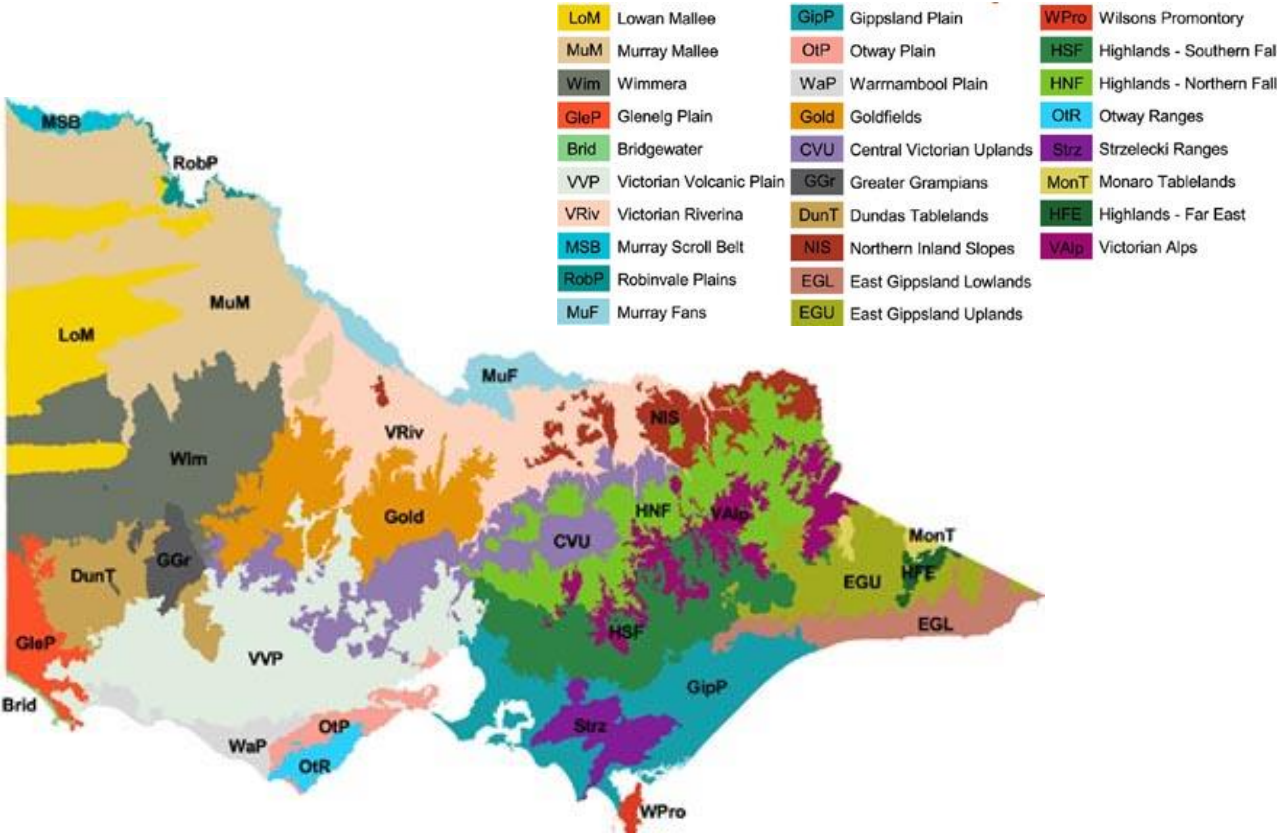 LoM Lowan Mallee
MuM Murray Mallee
Wim Wimmera
GleP Glenelg Plain
Brid Bridgewater
VVP Victorian Volcanic Plain
VRiv Victorian Riverina
MSB Murray Scroll Belt
RobP Robinvale Plains
MuF Murray Fans
GipP Gippsland Plain
OtP Otway Plain
WaP Warrnambool Plain
Gold Goldfields
CVU Central Victorian Uplands
GGr Greater Grampians
DunT Dundas Tablelands
NIS Northern Inland Slopes
EGL East Gippsland Lowlands
EGU East Gippsland Uplands
WPro Wilsons Promontory
HSF Highlands - Southern Fall
HNF Highlands - Northern Fall
OtR Otway Ranges
Strz Strzelecki Ranges
MonT Monaro Tablelands
HFE Highlands - Far East
VAlp Victorian Alps
MSB
RobP
MuM
LoM
MuF
NIS
VRiv
Wim
HNF
VAlp
Gold
CVU
MonT
GGr
DunT
HFE
EGU
EGL
HSF
GleP
VVP
GipP
Brid
OtP
Strz
WaP
OtR
WPro